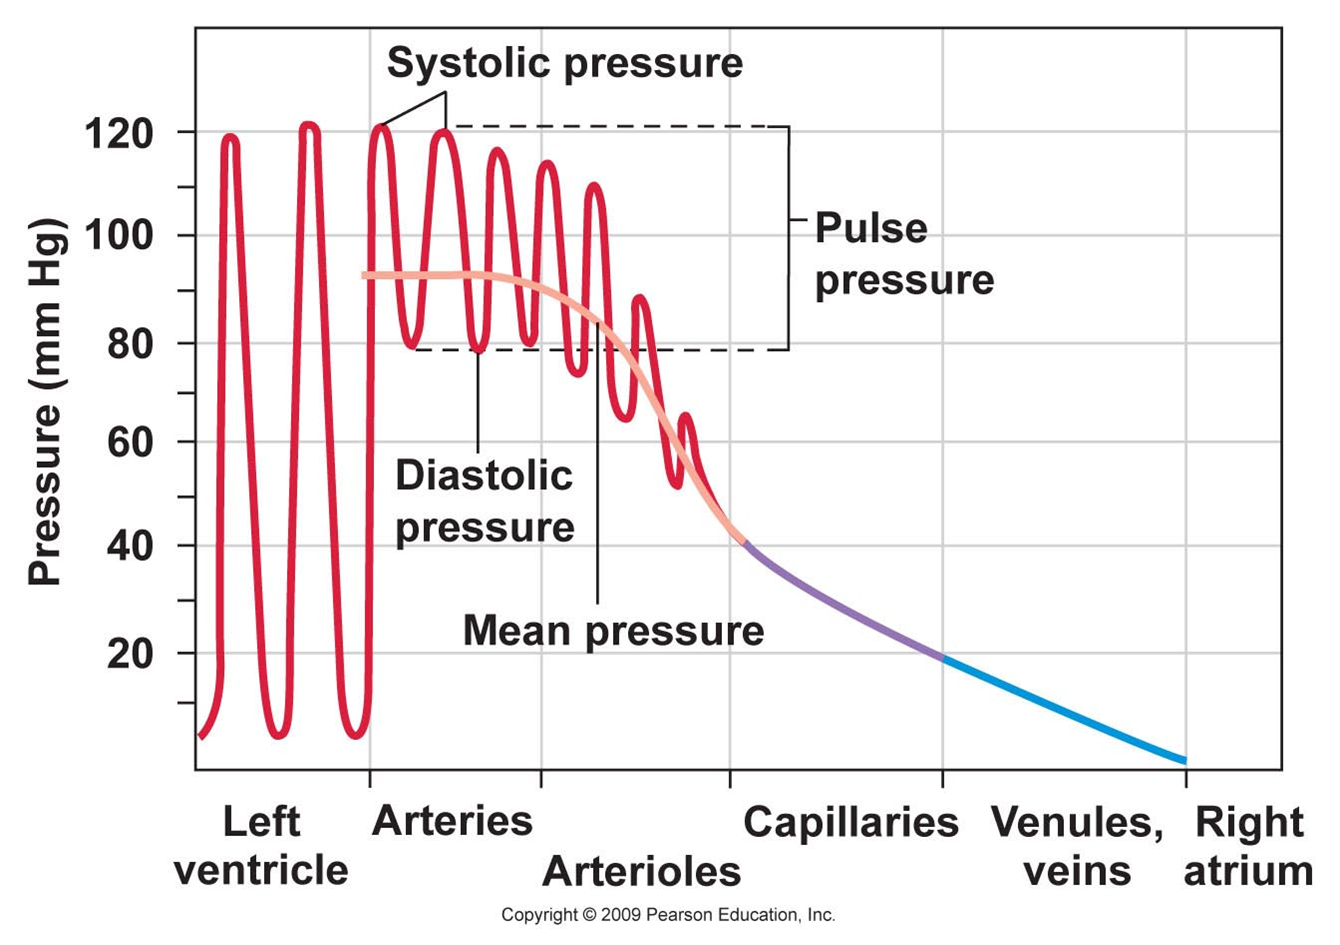 Systolic pressure
120
100
80
60
40
20
Pressure (mm Hg)
Pulse
pressure
Diastolic
pressure
Mean pressure
Left
ventricle
Arteries
Arterioles
Capillaries
Venules,
veins
Right
atrium
Copyright © 2009 Pearson Education, Inc.